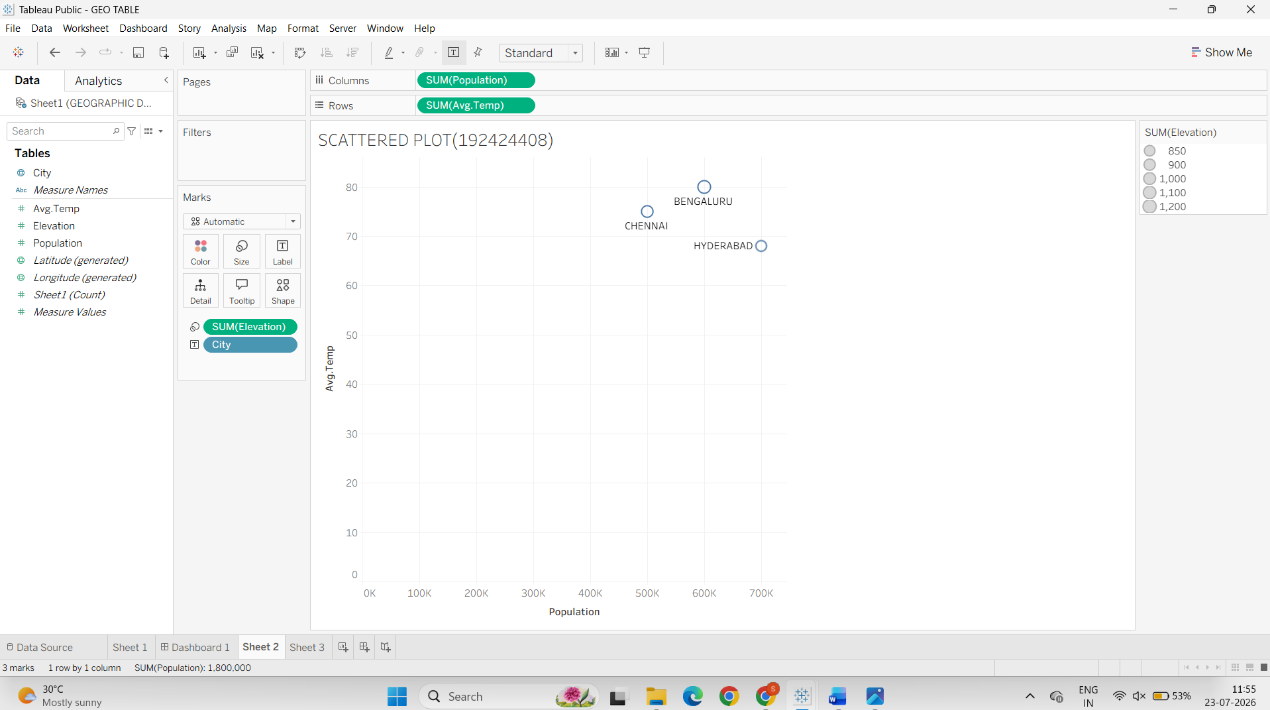 Tableau Public - GEO TABLE
File Data Worksheet Dashboard Story Analysis Map Format Server Window Help
Standard
Show Me
Data Analytics
Sheet1 (GEOGRAPHIC D...
Search
Tables
City
Abc Measure Names
Avg.Temp
Elevation
Population
Latitude (generated)
Longitude (generated)
Sheet1 (Count)
Measure Values
Pages
Filters
Marks
Automatic
Color Size Label
Detail Tooltip Shape
SUM(Elevation)
City
Columns SUM(Population)
Rows SUM(Avg.Temp)
SCATTERED PLOT(192424408)
80
70
60
50
40
30
20
10
0
Avg.Temp
BENGALURU
CHENNAI
HYDERABAD
0K 100K 200K 300K 400K 500K 600K 700K
Population
SUM(Elevation)
850
900
1,000
1,100
1,200
Data Source Sheet 1 Dashboard 1 Sheet 2 Sheet 3
3 marks 1 row by 1 column SUM(Population): 1,800,000
30°C
Mostly sunny
Search
8
ENG
IN
53%
11:55
23-07-2026